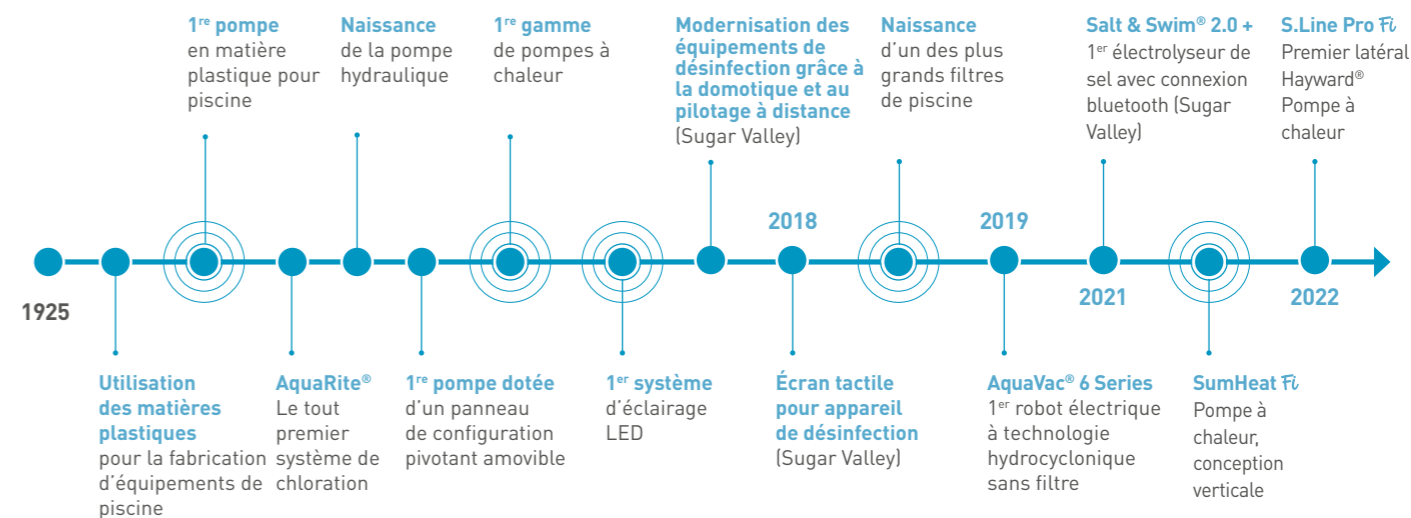 1re pompe
en matière
plastique pour
piscine
Naissance
de la pompe
hydraulique
1re gamme
de pompes à
chaleur
Modernisation des
équipements de
désinfection grâce à
la domotique et au
pilotage à distance
(Sugar Valley)
Naissance
d'un des plus
grands filtres
de piscine
Salt & Swim® 2.0 +
1er électrolyseur de
sel avec connexion
bluetooth (Sugar
Valley)
S.Line Pro Fi
Premier latéral
Hayward®
Pompe à
chaleur
2018
2019
1925
2021
2022
Utilisation
des matières
plastiques
pour la fabrication
d'équipements de
piscine
AquaRite®
Le tout
premier
système de
chloration
1re pompe dotée
d'un panneau
de configuration
pivotant amovible
1er système
d'éclairage
LED
Écran tactile
pour appareil
de désinfection
(Sugar Valley)
AquaVac® 6 Series
1er robot électrique
à technologie
hydrocyclonique
sans filtre
SumHeat Fi
Pompe à
chaleur,
conception
verticale